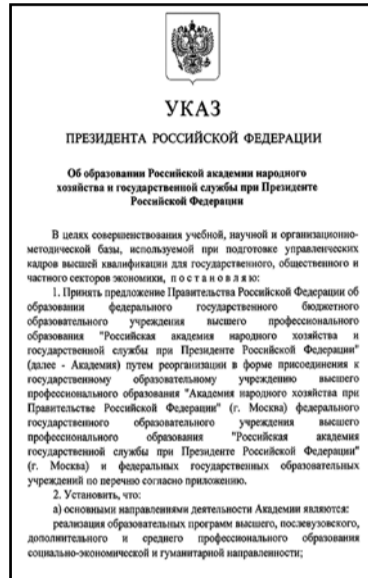 УКАЗ
ПРЕЗИДЕНТА РОССИЙСКОЙ ФЕДЕРАЦИИ
Об образовании Российской академии народного
хозяйства и государственной службы при Президенте
Российской Федерации
В целях совершенствования учебной, научной и организационно-
методической базы, используемой при подготовке управленческих
кадров высшей квалификации для государственного, общественного и
частного секторов экономики, п о с т а н о в л я ю:
1. Принять предложение Правительства Российской Федерации об
образовании федерального государственного бюджетного
образовательного учреждения высшего профессионального
образования "Российская академия народного хозяйства и
государственной службы при Президенте Российской Федерации"
(далее - Академия) путем реорганизации в форме присоединения к
государственному образовательному учреждению высшего
профессионального образования "Академия народного хозяйства при
Правительстве Российской Федерации" (г. Москва) федерального
государственного образовательного учреждения высшего
профессионального образования "Российская академия
государственной службы при Президенте Российской Федерации"
(г. Москва) и федеральных государственных образовательных
учреждений по перечню согласно приложению.
2. Установить, что:
а) основными направлениями деятельности Академии являются:
реализация образовательных программ высшего, послевузовского,
дополнительного и среднего профессионального образования
социально-экономической и гуманитарной направленности;